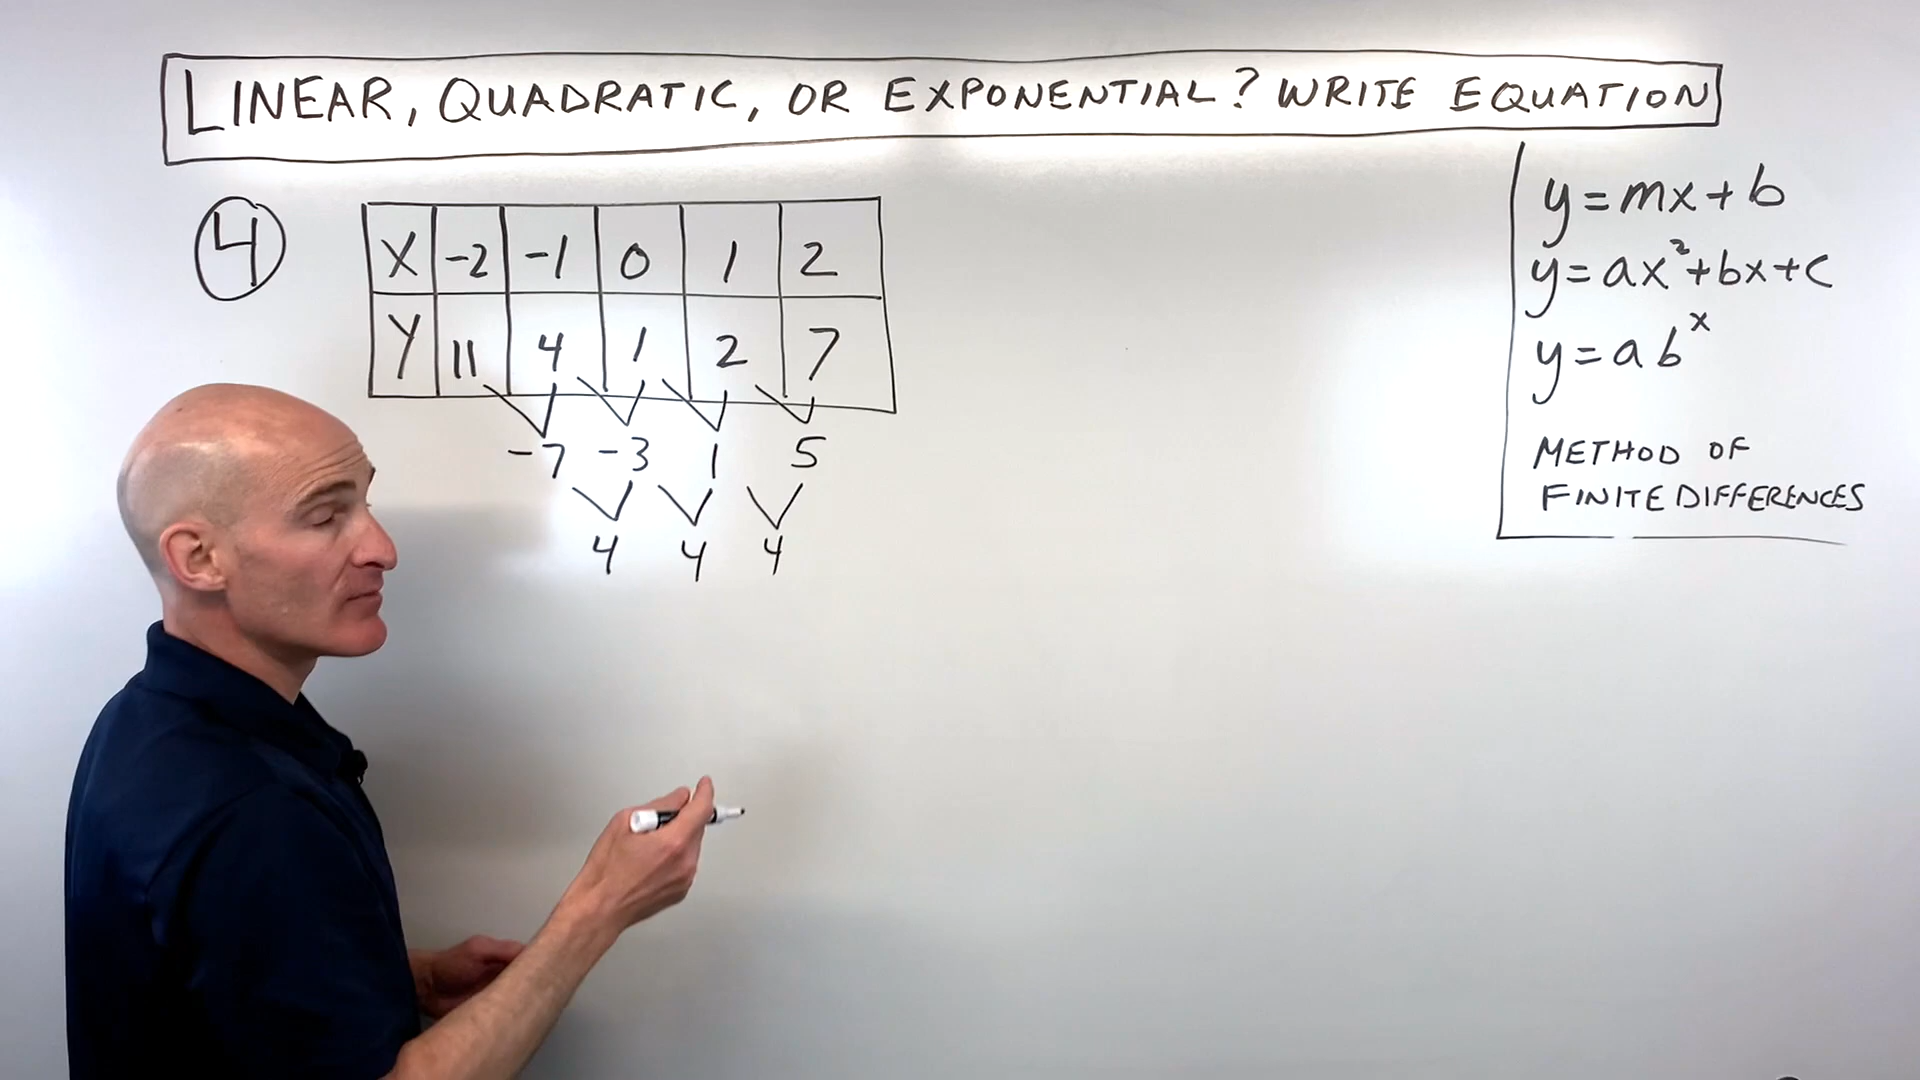 LINEAR, QUADRATIC, OR EXPONENTIAL? WRITE EQUATION
4
X -2 -1 0 1 2
Y 11 4 1 2 7
-7 -3 1 5
4 4 4
y=mx+b
y=ax²+bx+c
y=ab^x
METHOD OF
FINITE DIFFERENCES